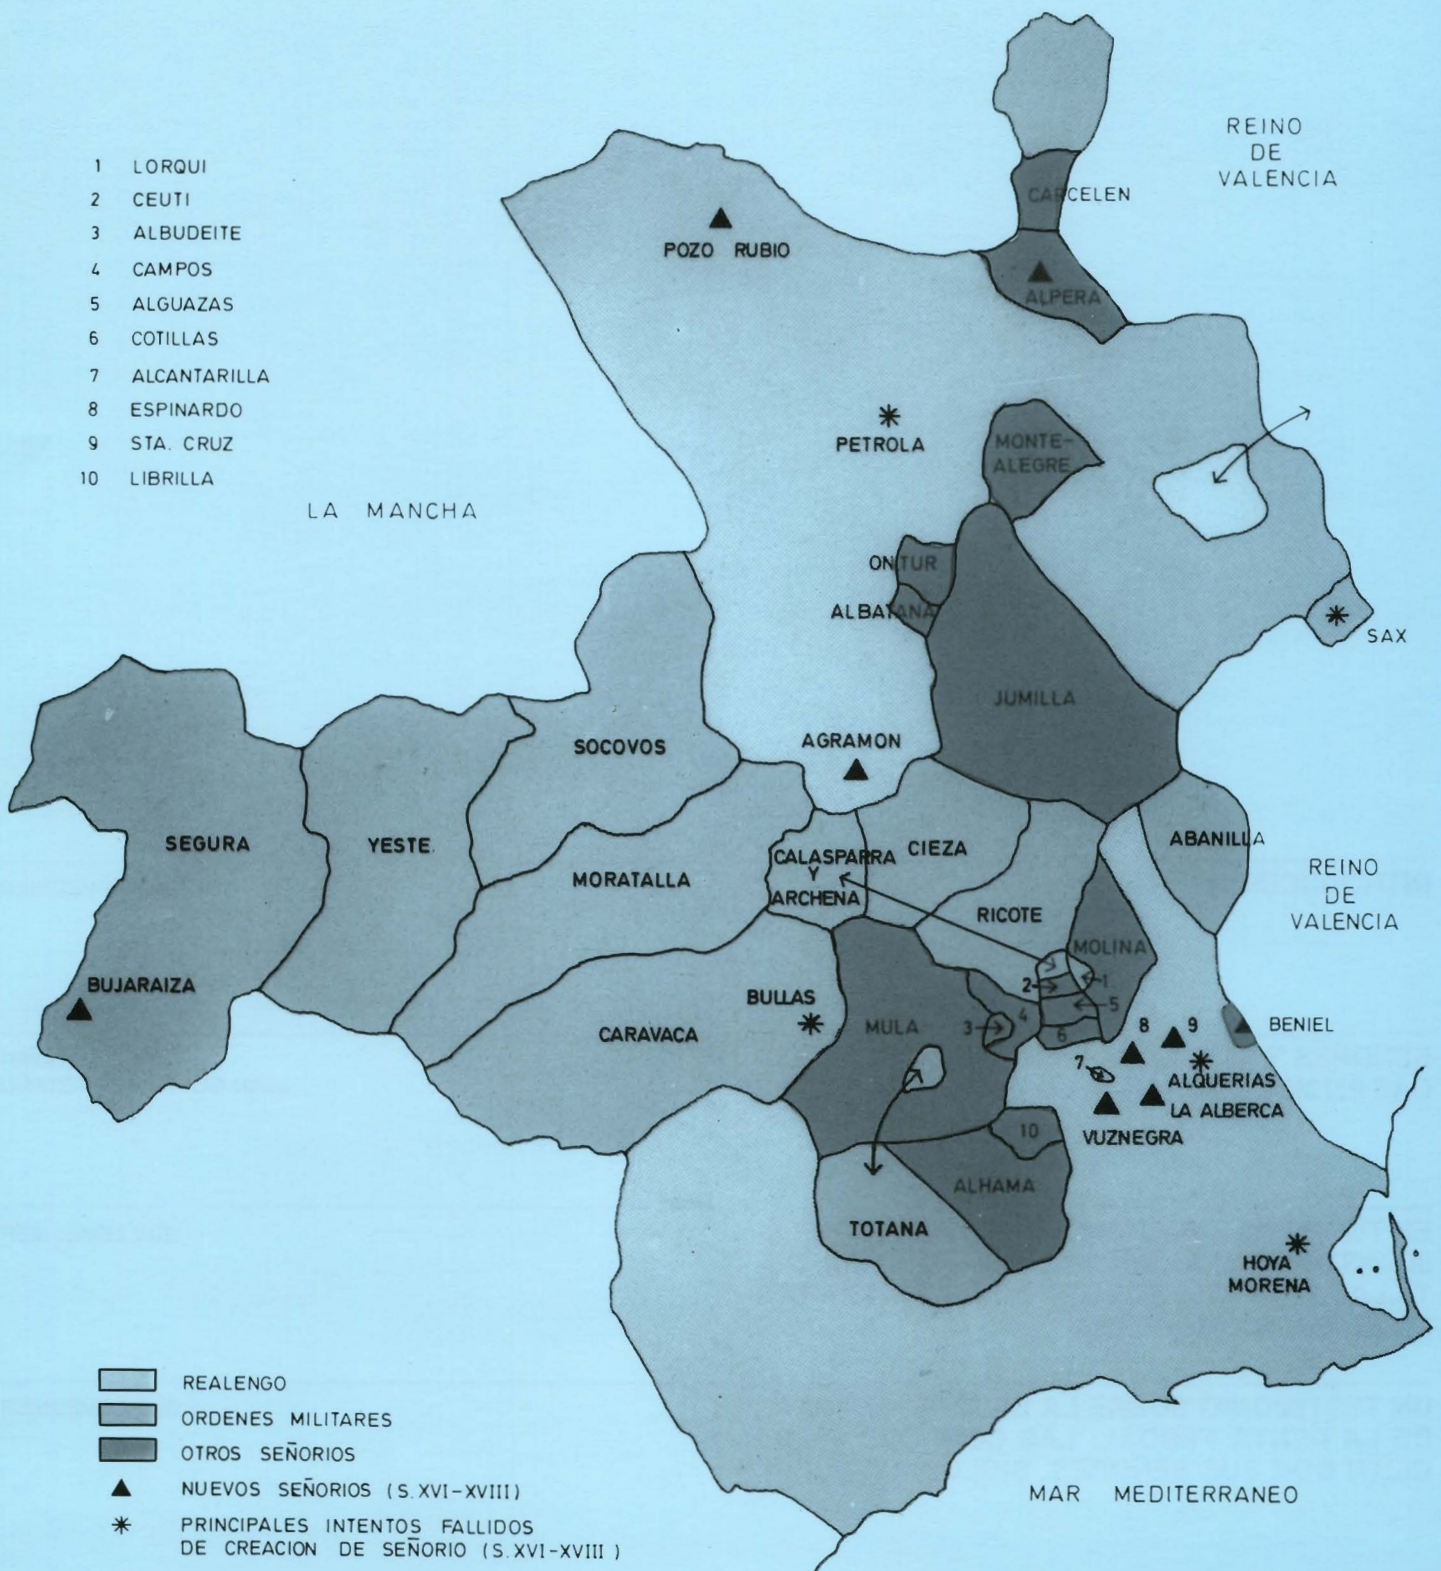 REINO
DE
VALENCIA
1 LORQUI
2 CEUTI
3 ALBUDEITE
4 CAMPOS
5 ALGUAZAS
6 COTILLAS
7 ALCANTARILLA
8 ESPINARDO
9 STA. CRUZ
10 LIBRILLA
LA MANCHA
CARCELEN
POZO RUBIO
ALPERA
PETROLA
MONTE-
ALEGRE
ONTUR
ALBATANA
SAX
JUMILLA
AGRAMON
SOCOVOS
SEGURA
YESTE
MORATALLA
CALASPARRA
Y
ARCHENA
CIEZA
ABANILLA
REINO
DE
VALENCIA
RICOTE
MOLINA
BUJARAIZA
BULLAS
CARAVACA
MULA
2
1
5
3
4
6
8
9
BENIEL
7
ALQUERIAS
LA ALBERCA
VUZNEGRA
10
ALHAMA
TOTANA
HOYA
MORENA
REALENGO
ORDENES MILITARES
OTROS SEÑORIOS
NUEVOS SEÑORIOS (S. XVI-XVIII)
PRINCIPALES INTENTOS FALLIDOS
DE CREACION DE SEÑORIO (S. XVI-XVIII)
MAR MEDITERRANEO